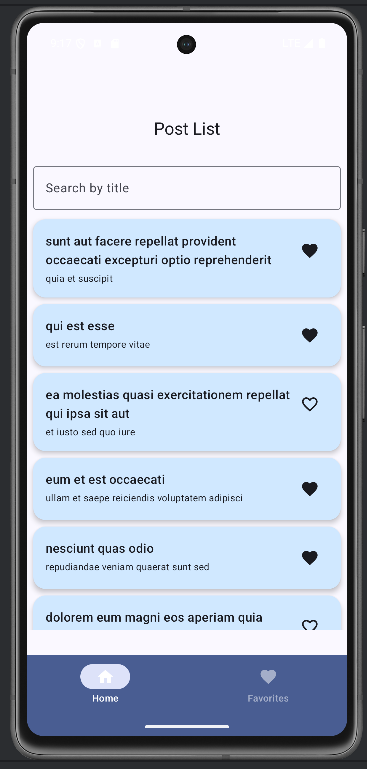 LTE
Post List
Search by title
sunt aut facere repellat provident
occaecati excepturi optio reprehenderit
quia et suscipit
qui est esse
est rerum tempore vitae
ea molestias quasi exercitationem repellat
qui ipsa sit aut
et iusto sed quo iure
eum et est occaecati
ullam et saepe reiciendis voluptatem adipisci
nesciunt quas odio
repudiandae veniam quaerat sunt sed
dolorem eum magni eos aperiam quia
Home
Favorites